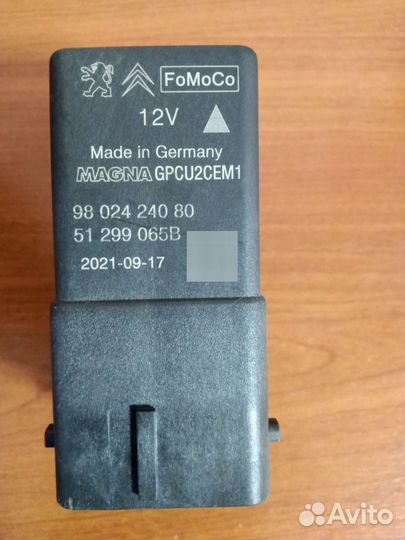 FoMoCo
12V
Made in Germany
MAGNA GPCU2CEM1
98 024 240 80
51 299 065B
2021-09-17
Avito